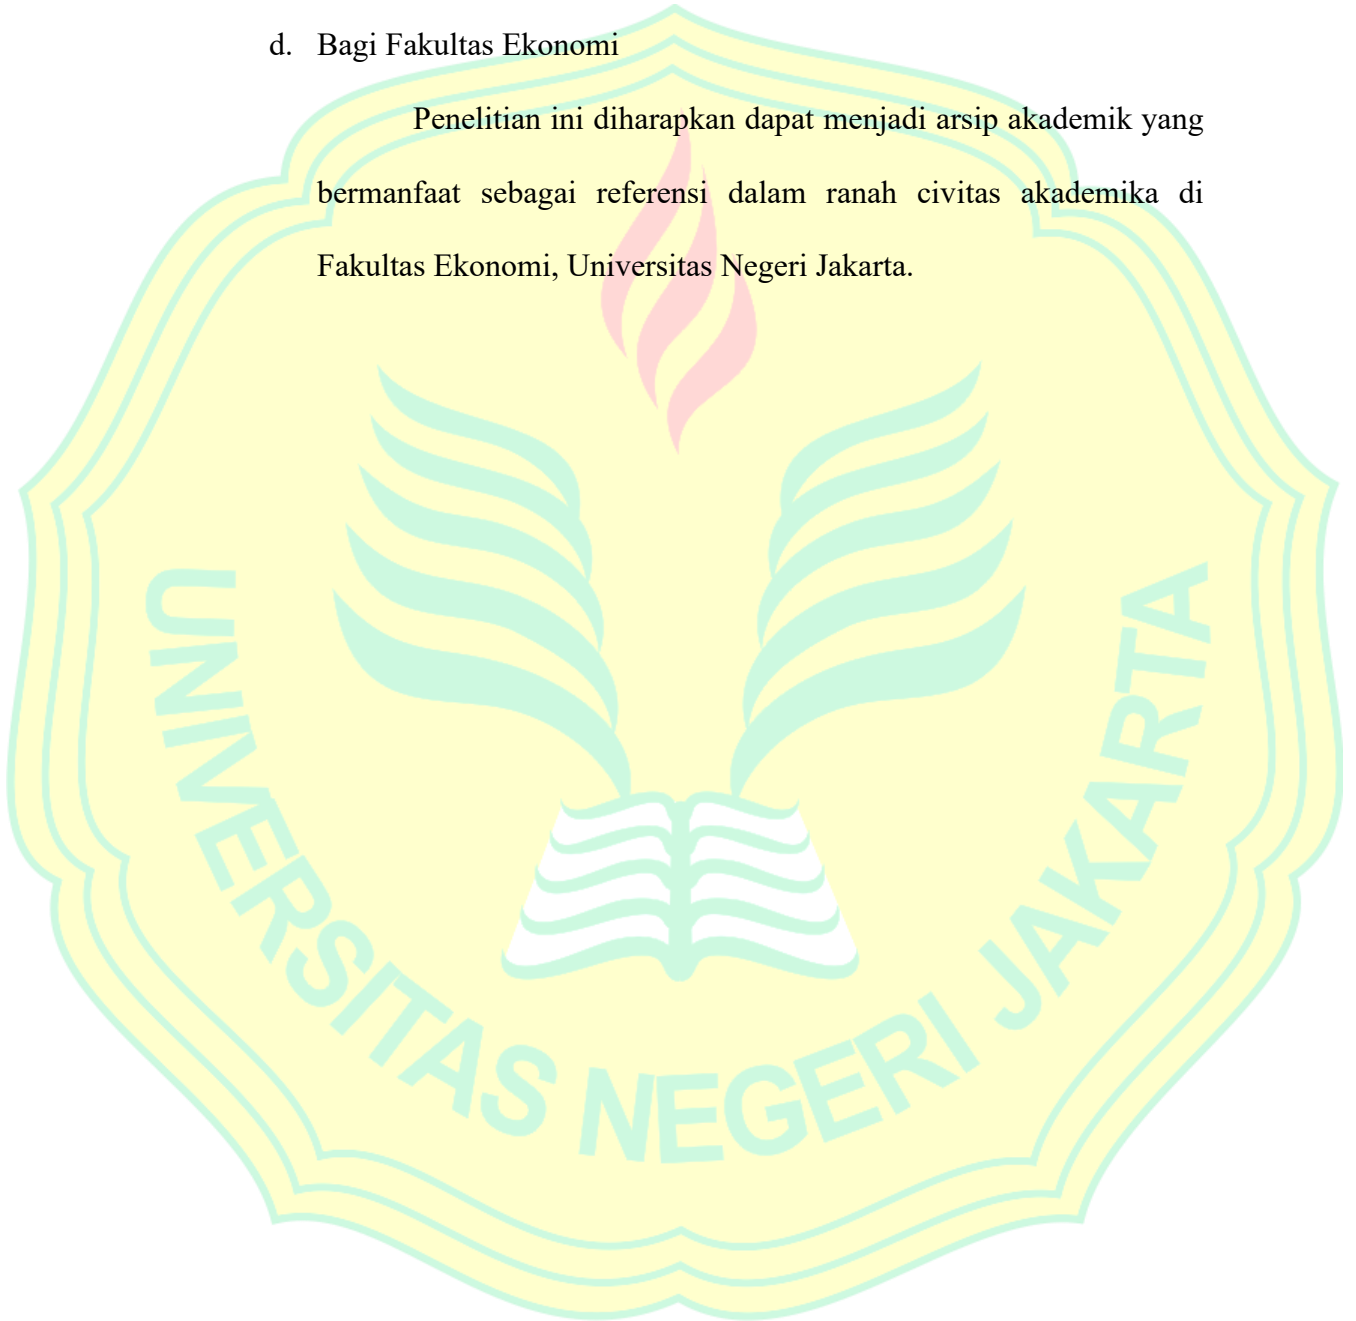 d. Bagi Fakultas Ekonomi
Penelitian ini diharapkan dapat menjadi arsip akademik yang
bermanfaat sebagai referensi dalam ranah civitas akademika di
Fakultas Ekonomi, Universitas Negeri Jakarta.
UNIVERSITAS NEGERI JAKARTA